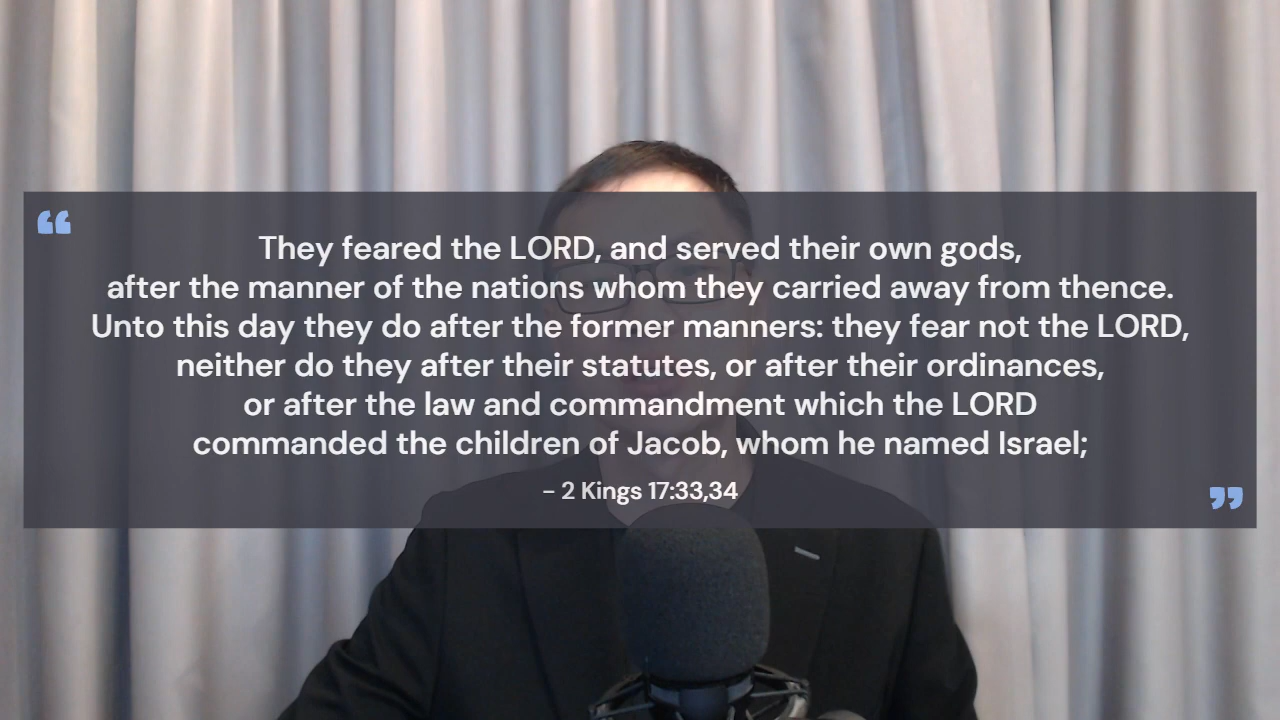 “
They feared the LORD, and served their own gods,
after the manner of the nations whom they carried away from thence.
Unto this day they do after the former manners: they fear not the LORD,
neither do they after their statutes, or after their ordinances,
or after the law and commandment which the LORD
commanded the children of Jacob, whom he named Israel;
– 2 Kings 17:33,34
”